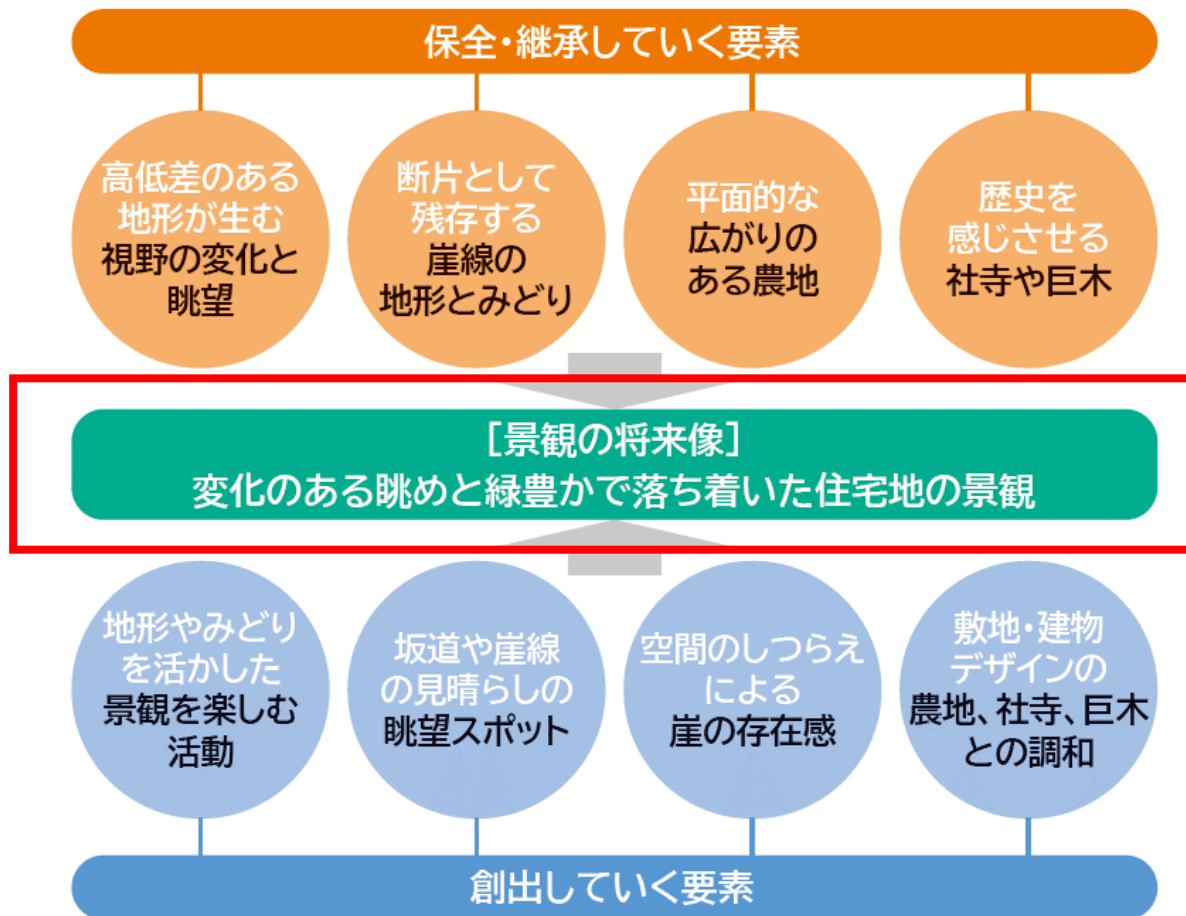 保全・継承していく要素
高低差のある
地形が生む
視野の変化と
眺望
断片として
残存する
崖線の
地形とみどり
平面的な
広がりの
ある農地
歴史を
感じさせる
社寺や巨木
［景観の将来像］
変化のある眺めと緑豊かで落ち着いた住宅地の景観
地形やみどり
を活かした
景観を楽しむ
活動
坂道や崖線
の見晴らしの
眺望スポット
空間のしつらえ
による
崖の存在感
敷地・建物
デザインの
農地、社寺、巨木
との調和
創出していく要素